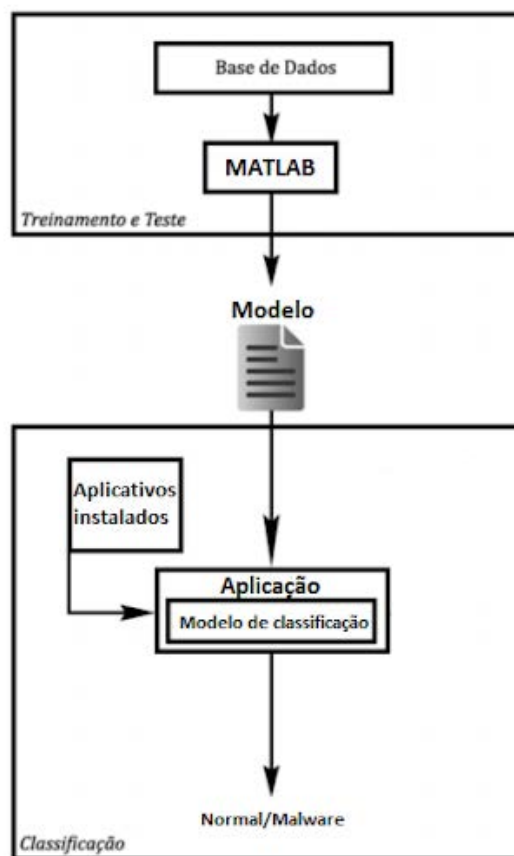 Base de Dados
MATLAB
Treinamento e Teste
Modelo
Aplicativos
instalados
Aplicação
Modelo de classificação
Normal/Malware
Classificação